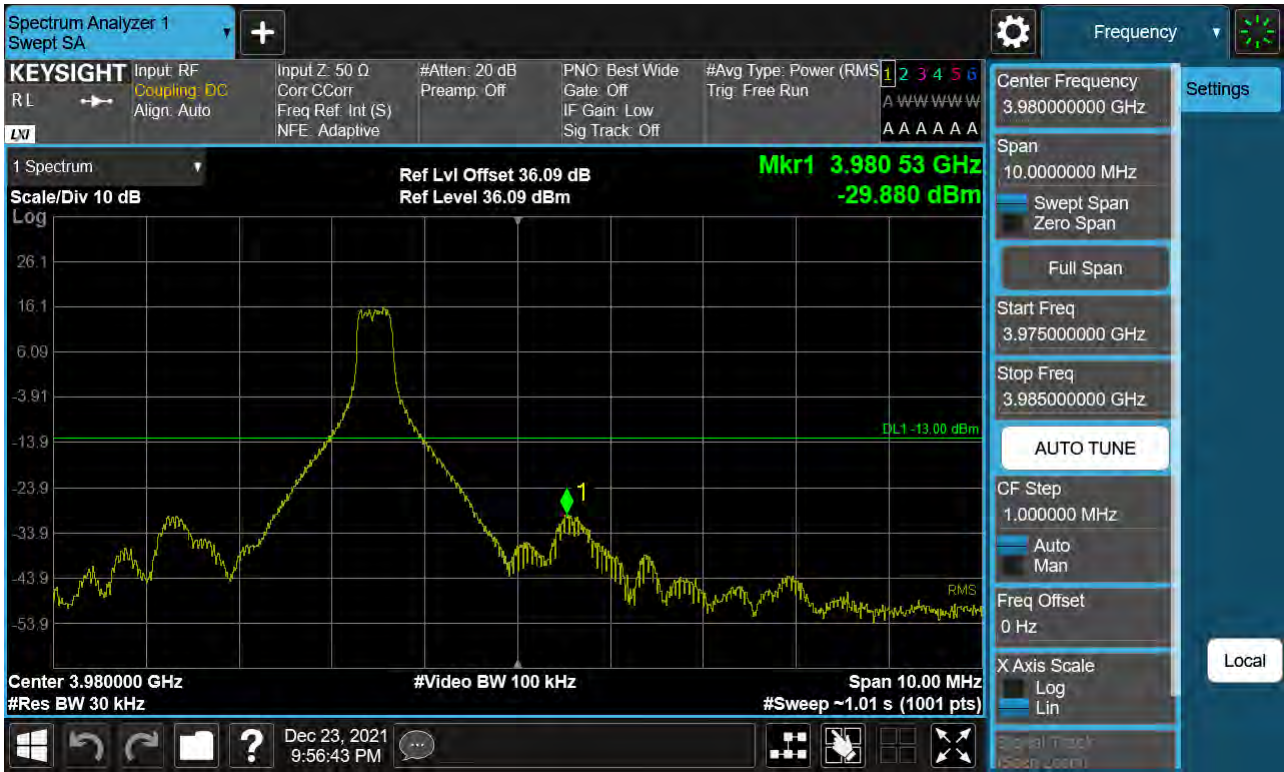 Spectrum Analyzer 1
Swept SA
Frequency
KEYSIGHT
RL
LXI
Input: RF
Coupling: DC
Align: Auto
Input Z: 50 Ω
Corr CCorr
Freq Ref: Int (S)
NFE: Adaptive
#Atten: 20 dB
Preamp: Off
PNO: Best Wide
Gate: Off
IF Gain: Low
Sig Track: Off
#Avg Type: Power (RMS
Trig: Free Run
1 2 3 4 5 6
A W W W W W
A A A A A A
1 Spectrum
Scale/Div 10 dB
Ref Lvl Offset 36.09 dB
Ref Level 36.09 dBm
Mkr1 3.980 53 GHz
-29.880 dBm
Log
26.1
16.1
6.09
-3.91
-13.9
-23.9
-33.9
-43.9
-53.9
DL1 -13.00 dBm
1
RMS
Center 3.980000 GHz
#Res BW 30 kHz
#Video BW 100 kHz
Span 10.00 MHz
#Sweep ~1.01 s (1001 pts)
Center Frequency
3.980000000 GHz
Span
10.0000000 MHz
Swept Span
Zero Span
Full Span
Start Freq
3.975000000 GHz
Stop Freq
3.985000000 GHz
AUTO TUNE
CF Step
1.000000 MHz
Auto
Man
Freq Offset
0 Hz
X Axis Scale
Log
Lin
Signal Track
(Span Zoom)
Settings
Local
?
Dec 23, 2021
9:56:43 PM